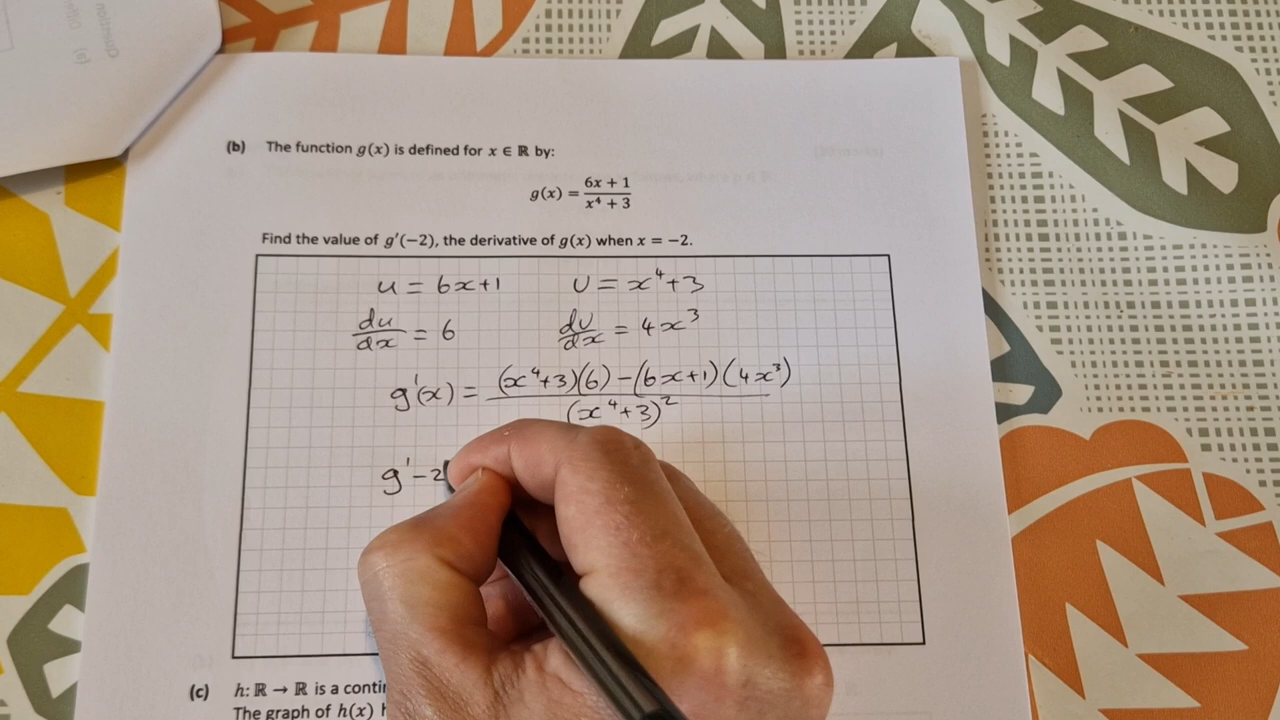 (b) The function g(x) is defined for x ∈ ℝ by:
g(x) = (6x + 1)/(x⁴ + 3)
Find the value of g′(−2), the derivative of g(x) when x = −2.
u = 6x+1 U = x⁴+3
du/dx = 6 dU/dx = 4x³
g'(x) = ((x⁴+3)(6) − (6x+1)(4x³))/(x⁴+3)²
g'−2
(c) h: ℝ → ℝ is a conti
The graph of h(x) h